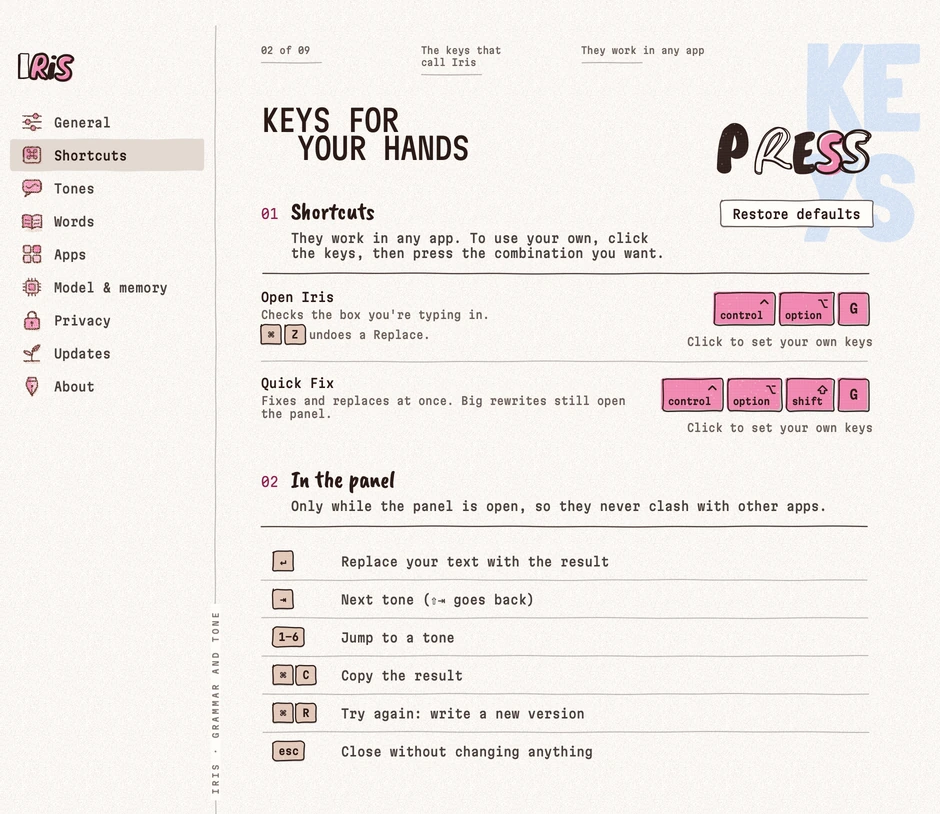 IRiS
General
Shortcuts
Tones
Words
Apps
Model & memory
Privacy
Updates
About
IRIS · GRAMMAR AND TONE
02 of 09
The keys that
call Iris
They work in any app
KE
YS
KEYS FOR
YOUR HANDS
PRESS
01 Shortcuts
Restore defaults
They work in any app. To use your own, click
the keys, then press the combination you want.
Open Iris
Checks the box you're typing in.
⌘ Z undoes a Replace.
^ control ⌥ option G
Click to set your own keys
Quick Fix
Fixes and replaces at once. Big rewrites still open
the panel.
^ control ⌥ option ⇧ shift G
Click to set your own keys
02 In the panel
Only while the panel is open, so they never clash with other apps.
↵ Replace your text with the result
⇥ Next tone (⇧⇥ goes back)
1–6 Jump to a tone
⌘ C Copy the result
⌘ R Try again: write a new version
esc Close without changing anything